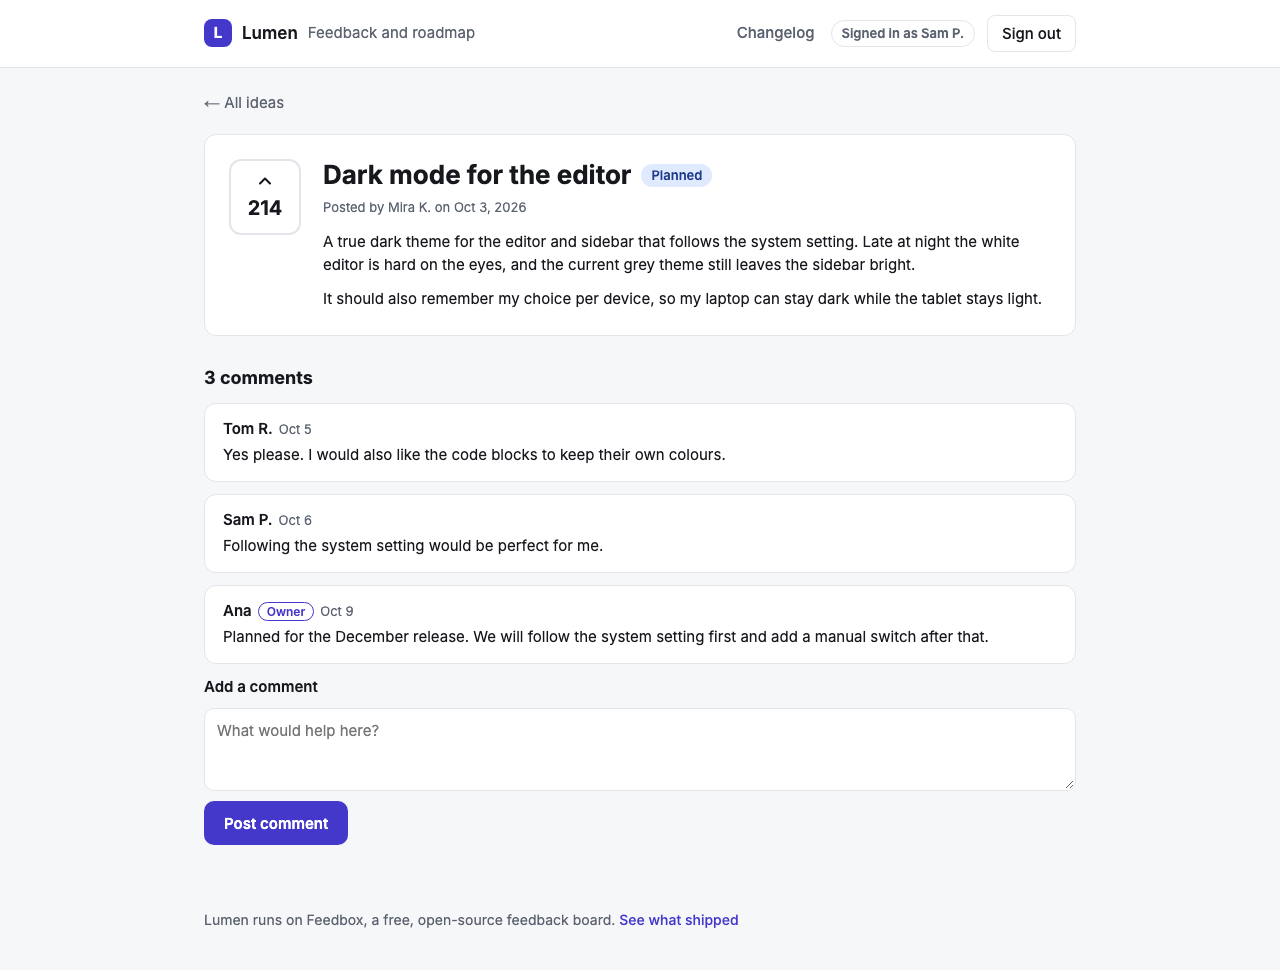 L Lumen Feedback and roadmap Changelog Signed in as Sam P. Sign out
← All ideas
214
Dark mode for the editor Planned
Posted by Mira K. on Oct 3, 2026
A true dark theme for the editor and sidebar that follows the system setting. Late at night the white
editor is hard on the eyes, and the current grey theme still leaves the sidebar bright.
It should also remember my choice per device, so my laptop can stay dark while the tablet stays light.
3 comments
Tom R. Oct 5
Yes please. I would also like the code blocks to keep their own colours.
Sam P. Oct 6
Following the system setting would be perfect for me.
Ana Owner Oct 9
Planned for the December release. We will follow the system setting first and add a manual switch after that.
Add a comment
What would help here?
Post comment
Lumen runs on Feedbox, a free, open-source feedback board. See what shipped